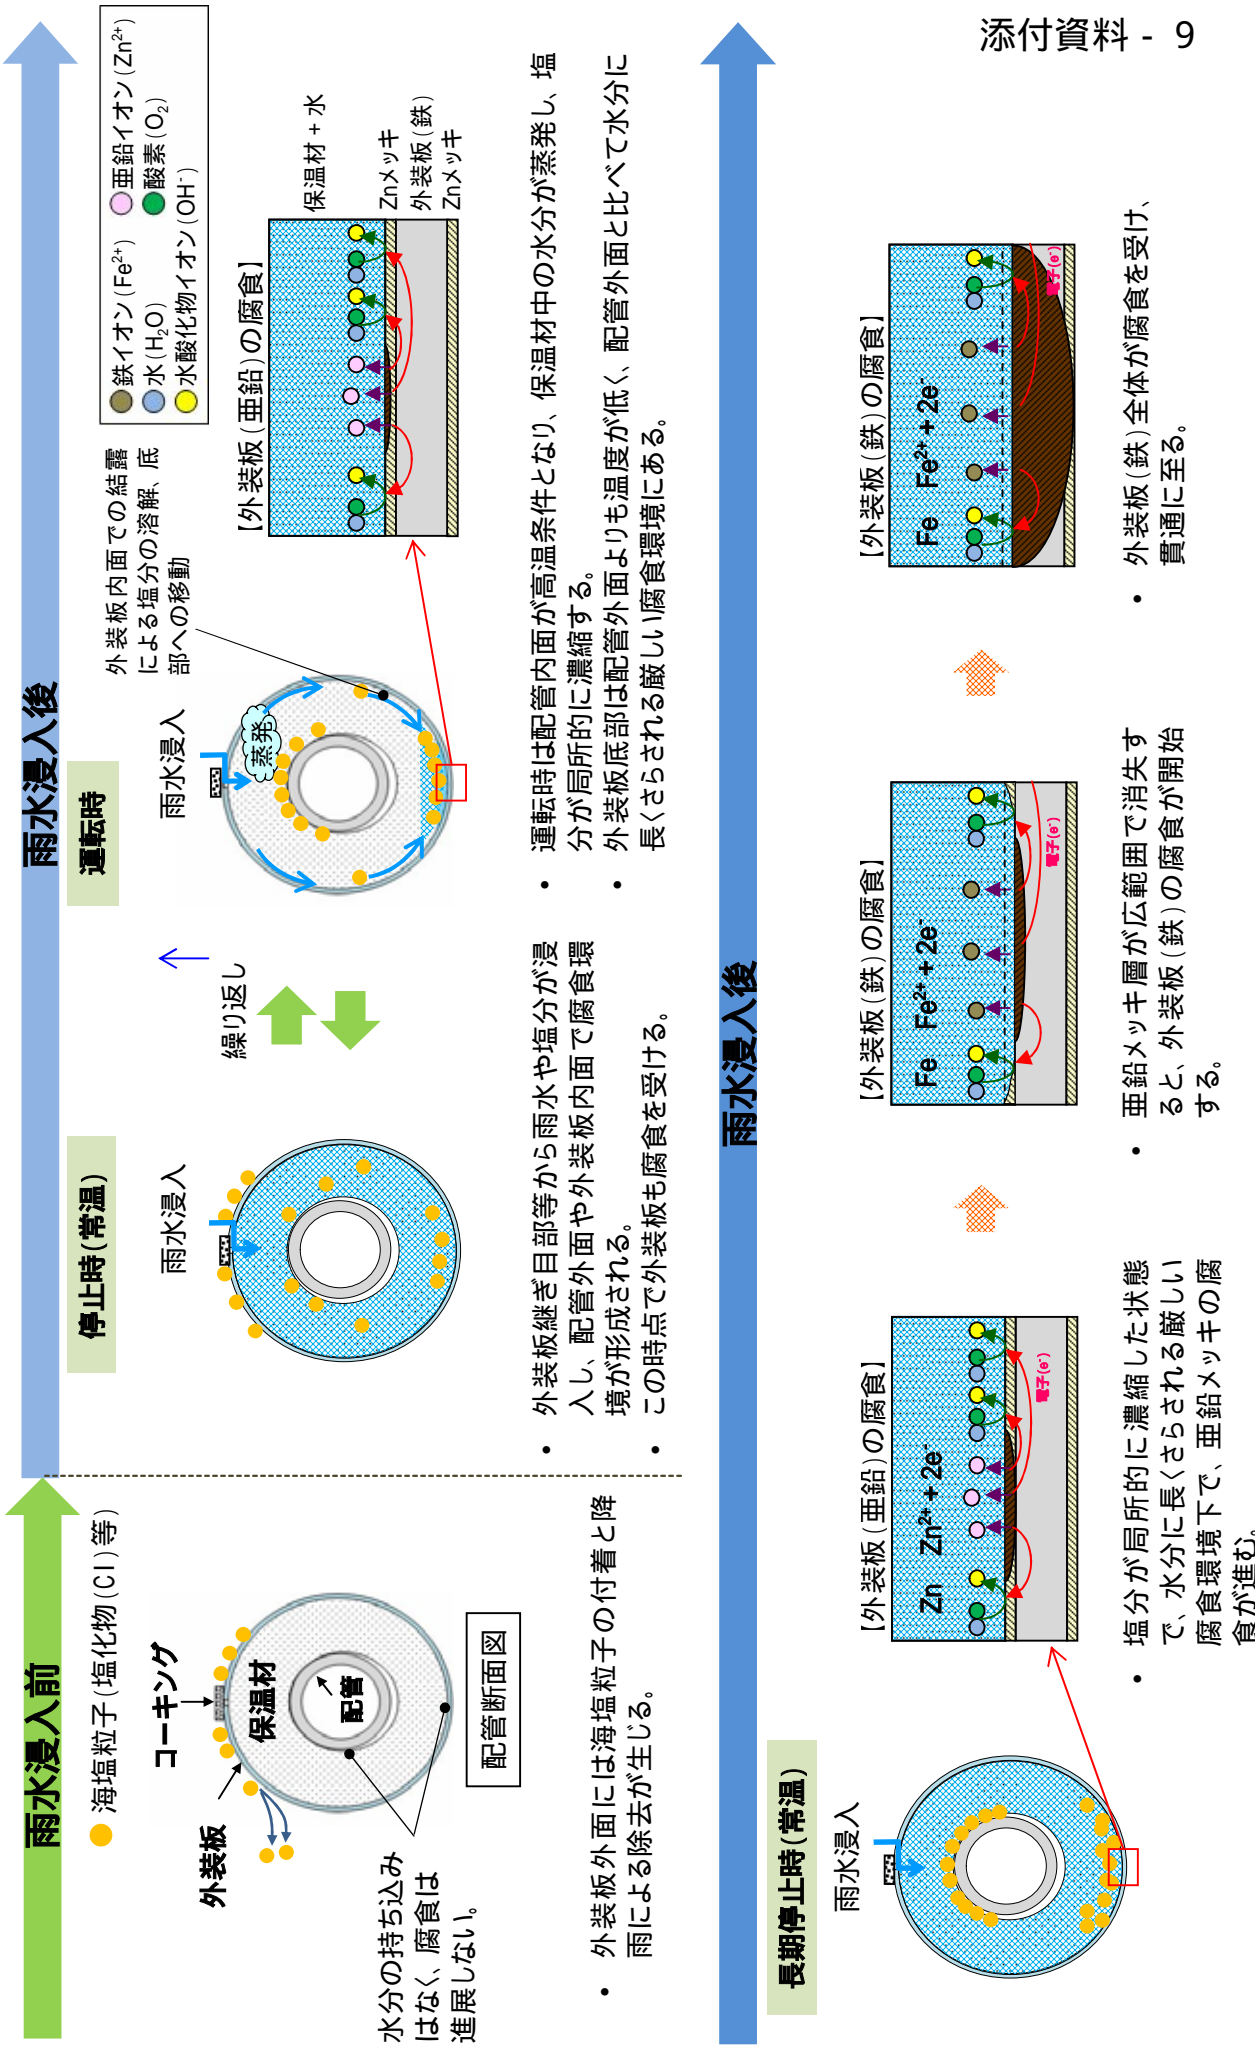 添付資料 - 9
雨水浸入前
海塩粒子(塩化物(Cl)等)
コーキング
外装板
保温材
配管
配管断面図
水分の持ち込み
はなく、腐食は
進展しない。
• 外装板外面には海塩粒子の付着と降
雨による除去が生じる。
雨水浸入後
停止時(常温)
雨水浸入
• 外装板継ぎ目部等から雨水や塩分が浸
入し、配管外面や外装板内面で腐食環
境が形成される。
• この時点で外装板も腐食を受ける。
繰り返し
運転時
雨水浸入
蒸発
外装板内面での結露
による塩分の溶解、底
部への移動
鉄イオン(Fe²⁺)
亜鉛イオン(Zn²⁺)
水(H₂O)
酸素(O₂)
水酸化物イオン(OH⁻)
【外装板(亜鉛)の腐食】
保温材 + 水
Znメッキ
外装板(鉄)
Znメッキ
• 運転時は配管内面が高温条件となり、保温材中の水分が蒸発し、塩
分が局所的に濃縮する。
• 外装板底部は配管外面よりも温度が低く、配管外面と比べて水分に
長くさらされる厳しい腐食環境にある。
雨水浸入後
長期停止時(常温)
雨水浸入
【外装板(亜鉛)の腐食】
Zn Zn²⁺ + 2e⁻
電子(e⁻)
• 塩分が局所的に濃縮した状態
で、水分に長くさらされる厳しい
腐食環境下で、亜鉛メッキの腐
食が進む。
【外装板(鉄)の腐食】
Fe Fe²⁺ + 2e⁻
電子(e⁻)
• 亜鉛メッキ層が広範囲で消失す
ると、外装板(鉄)の腐食が開始
する。
【外装板(鉄)の腐食】
Fe Fe²⁺ + 2e⁻
電子(e⁻)
• 外装板(鉄)全体が腐食を受け、
貫通に至る。